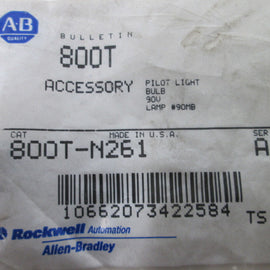 A-B
QUALITY
BULLETIN
800T
ACCESSORY
PILOT LIGHT
BULB
90V
LAMP #90MB
CAT
MADE IN U.S.A.
SER
800T-N261
A
10662073422584
TS
Rockwell Automation
Allen-Bradley